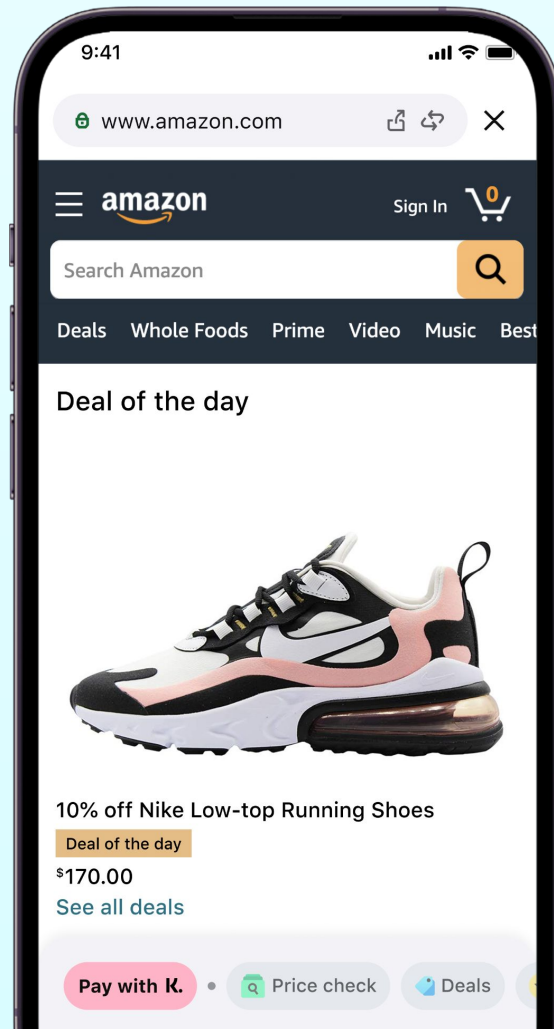 9:41
www.amazon.com
amazon
Sign In 0
Search Amazon
Deals Whole Foods Prime Video Music Best
Deal of the day
10% off Nike Low-top Running Shoes
Deal of the day
$170.00
See all deals
Pay with K. • Price check Deals